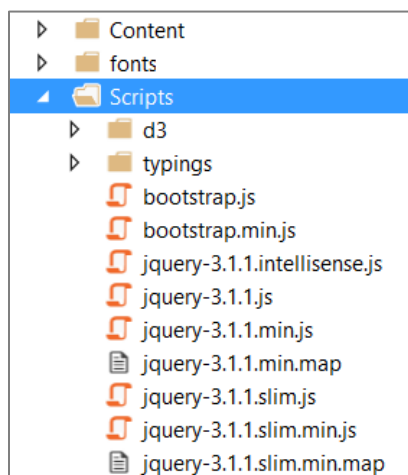 Content
fonts
Scripts
d3
typings
bootstrap.js
bootstrap.min.js
jquery-3.1.1.intellisense.js
jquery-3.1.1.js
jquery-3.1.1.min.js
jquery-3.1.1.min.map
jquery-3.1.1.slim.js
jquery-3.1.1.slim.min.js
jquery-3.1.1.slim.min.map